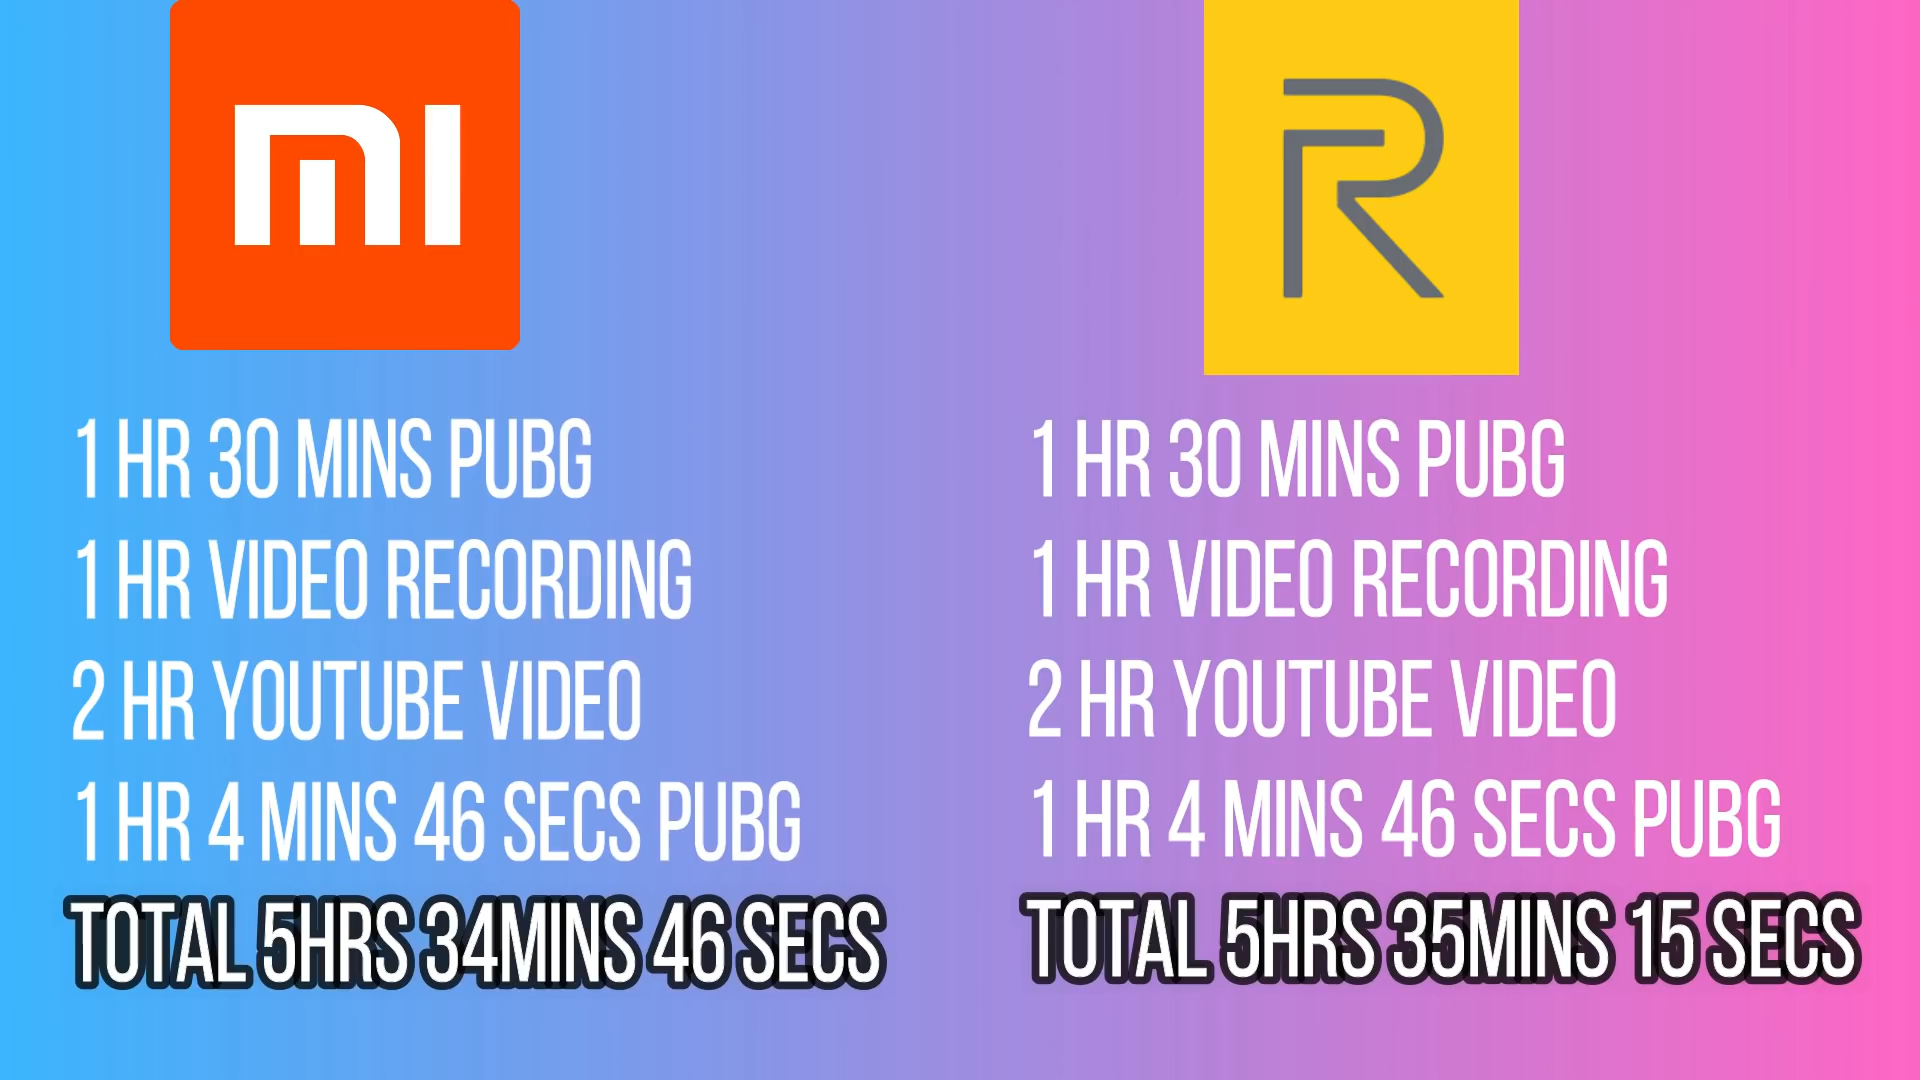 MI
R
1 HR 30 MINS PUBG
1 HR VIDEO RECORDING
2 HR YOUTUBE VIDEO
1 HR 4 MINS 46 SECS PUBG
TOTAL 5HRS 34MINS 46 SECS
1 HR 30 MINS PUBG
1 HR VIDEO RECORDING
2 HR YOUTUBE VIDEO
1 HR 4 MINS 46 SECS PUBG
TOTAL 5HRS 35MINS 15 SECS